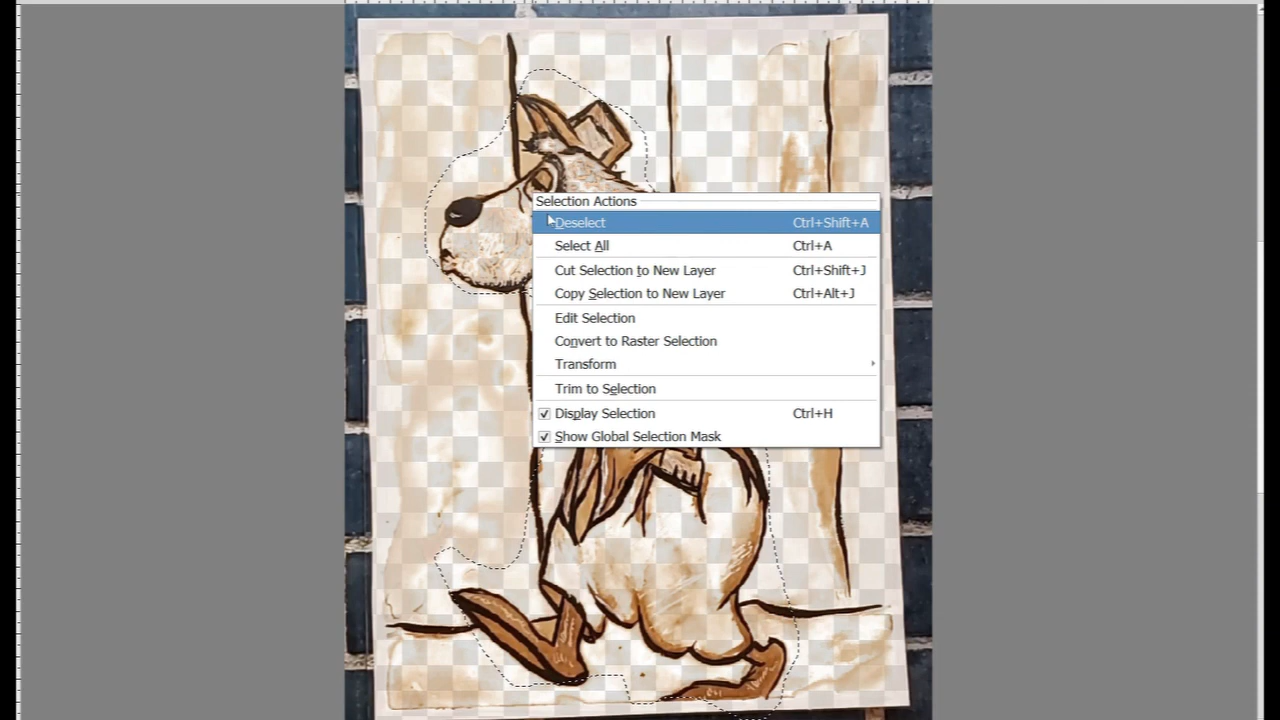 Selection Actions
Deselect Ctrl+Shift+A
Select All Ctrl+A
Cut Selection to New Layer Ctrl+Shift+J
Copy Selection to New Layer Ctrl+Alt+J
Edit Selection
Convert to Raster Selection
Transform
Trim to Selection
Display Selection Ctrl+H
Show Global Selection Mask